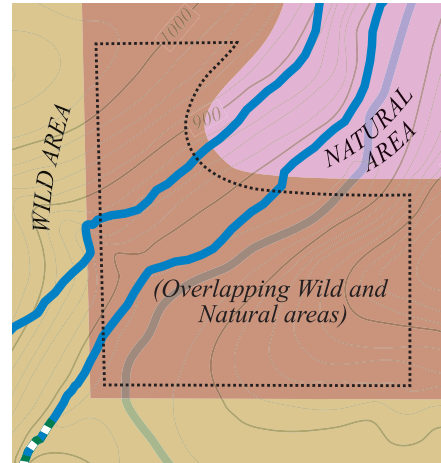 1000
900
NATURAL
AREA
WILD AREA
(Overlapping Wild and
Natural areas)